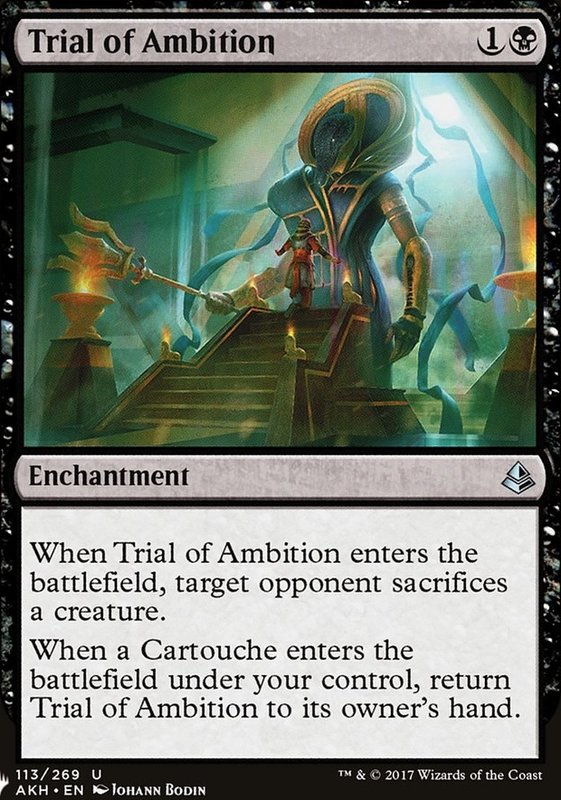 Trial of Ambition 1
Enchantment
When Trial of Ambition enters the
battlefield, target opponent sacrifices
a creature.
When a Cartouche enters the
battlefield under your control, return
Trial of Ambition to its owner's hand.
113/269 U
AKH • EN Johann Bodin
™ & © 2017 Wizards of the Coast